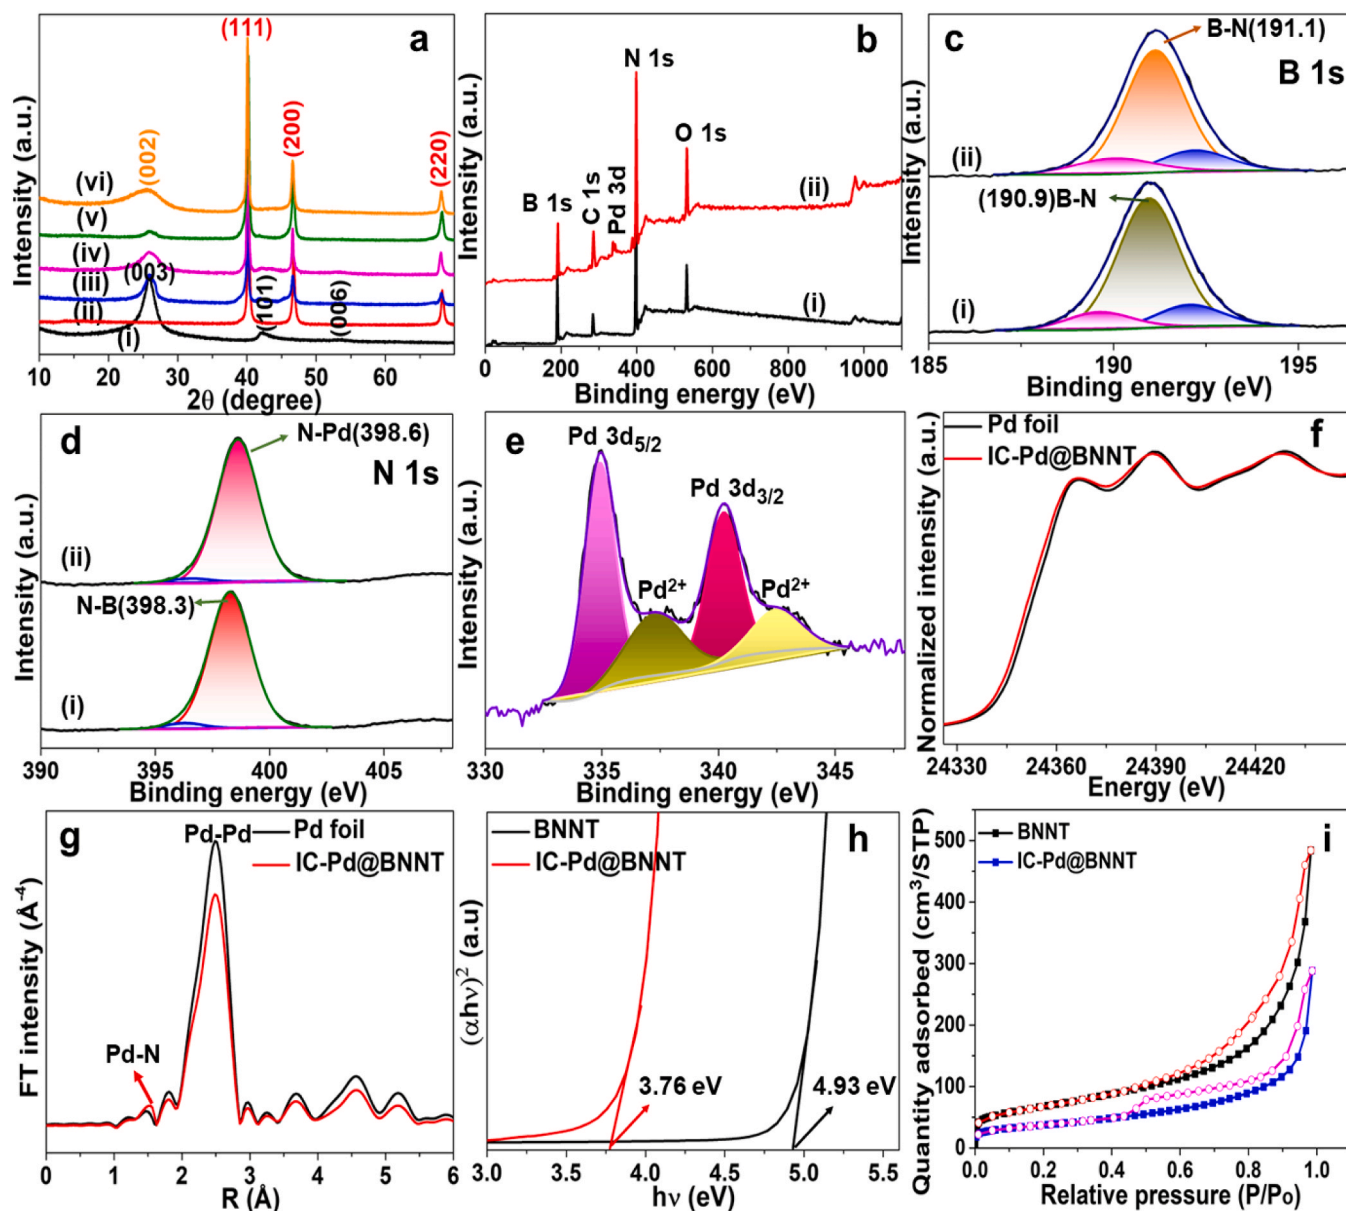 a
(111)
(002)
(200)
(220)
(vi)
(v)
(iv)
(003)
(iii)
(101)
(006)
(ii)
(i)
Intensity (a.u.)
10 20 30 40 50 60
2θ (degree)
b
N 1s
O 1s
B 1s
C 1s
Pd 3d
(ii)
(i)
Intensity (a.u.)
0 200 400 600 800 1000
Binding energy (eV)
c
B-N(191.1)
B 1s
(ii)
(190.9)B-N
(i)
Intensity (a.u.)
185 190 195
Binding energy (eV)
d
N-Pd(398.6)
N 1s
(ii)
N-B(398.3)
(i)
Intensity (a.u.)
390 395 400 405
Binding energy (eV)
e
Pd 3d5/2
Pd 3d3/2
Pd2+
Pd2+
Intensity (a.u.)
330 335 340 345
Binding energy (eV)
f
Pd foil
IC-Pd@BNNT
Normalized intensity (a.u.)
24330 24360 24390 24420
Energy (eV)
g
Pd-Pd
Pd foil
IC-Pd@BNNT
Pd-N
FT intensity (Å-4)
0 1 2 3 4 5 6
R (Å)
h
BNNT
IC-Pd@BNNT
3.76 eV
4.93 eV
(αhν)2 (a.u)
3.0 3.5 4.0 4.5 5.0 5.5
hν (eV)
i
BNNT
IC-Pd@BNNT
Quantity adsorbed (cm3/STP)
500
400
300
200
100
0
0.0 0.2 0.4 0.6 0.8 1.0
Relative pressure (P/Po)